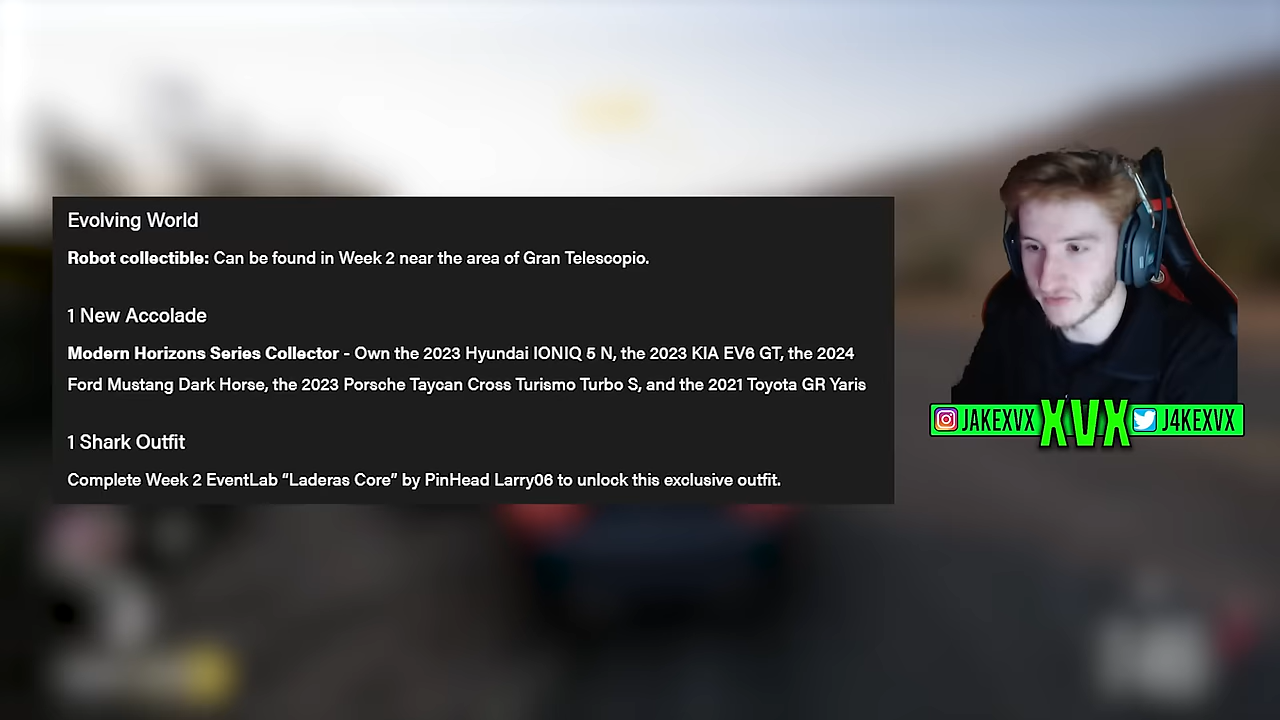 Evolving World
Robot collectible: Can be found in Week 2 near the area of Gran Telescopio.
1 New Accolade
Modern Horizons Series Collector - Own the 2023 Hyundai IONIQ 5 N, the 2023 KIA EV6 GT, the 2024
Ford Mustang Dark Horse, the 2023 Porsche Taycan Cross Turismo Turbo S, and the 2021 Toyota GR Yaris
1 Shark Outfit
Complete Week 2 EventLab “Laderas Core” by PinHead Larry06 to unlock this exclusive outfit.
JAKEXVX XVX J4KEXVX